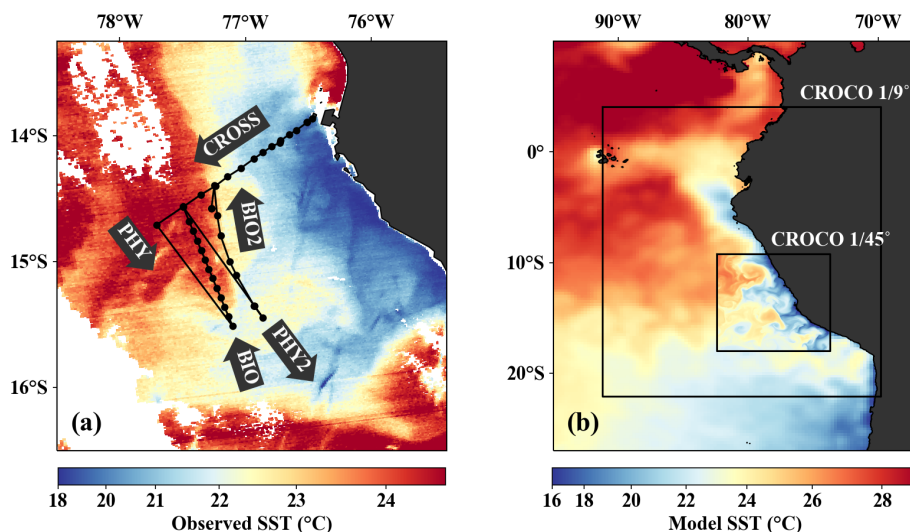 78°W 77°W 76°W
14°S
15°S
16°S
CROSS
PHY
BIO2
BIO
PHY2
(a)
18 20 21 22 23 24
Observed SST (°C)
90°W 80°W 70°W
0°
10°S
20°S
CROCO 1/9°
CROCO 1/45°
(b)
16 18 20 22 24 26 28
Model SST (°C)